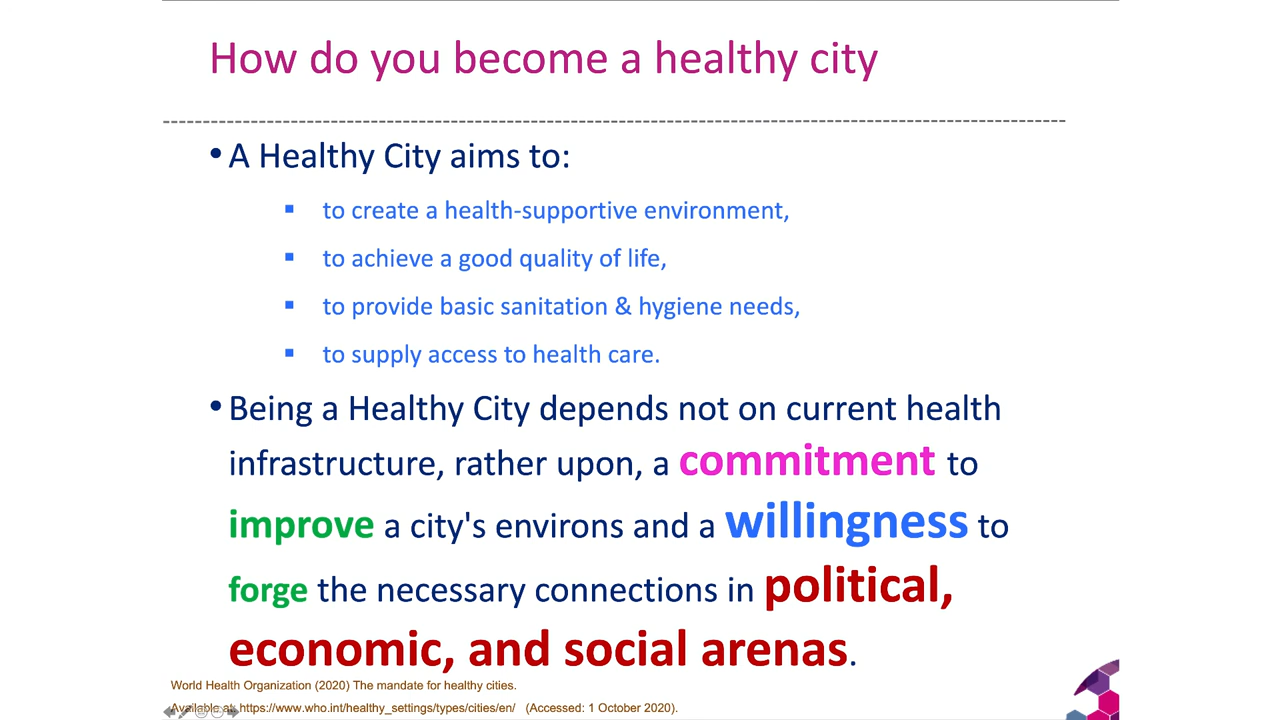 How do you become a healthy city
• A Healthy City aims to:
▪ to create a health-supportive environment,
▪ to achieve a good quality of life,
▪ to provide basic sanitation & hygiene needs,
▪ to supply access to health care.
• Being a Healthy City depends not on current health
infrastructure, rather upon, a commitment to
improve a city's environs and a willingness to
forge the necessary connections in political,
economic, and social arenas.
World Health Organization (2020) The mandate for healthy cities.
Available at: https://www.who.int/healthy_settings/types/cities/en/ (Accessed: 1 October 2020).